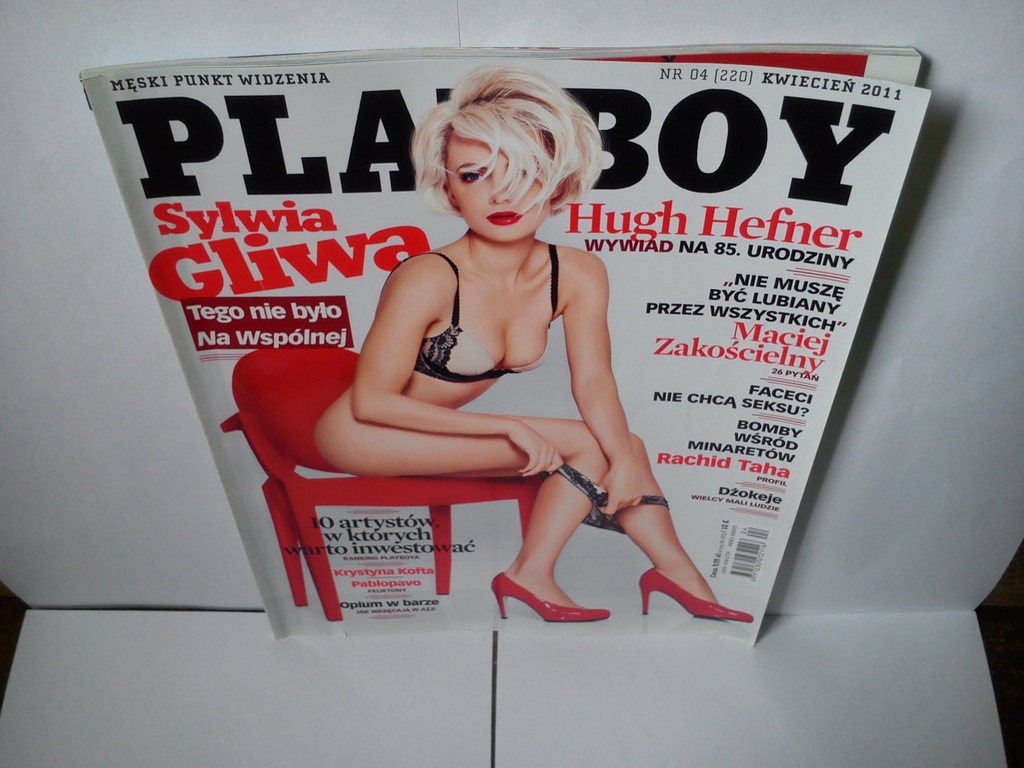 MĘSKI PUNKT WIDZENIA
NR 04 (220) KWIECIEŃ 2011
PLAYBOY
Sylwia
Gliwa
Tego nie było
Na Wspólnej
Hugh Hefner
WYWIAD NA 85. URODZINY
„NIE MUSZĘ
BYĆ LUBIANY
PRZEZ WSZYSTKICH”
Maciej
Zakościelny
26 PYTAŃ
FACECI
NIE CHCĄ SEKSU?
BOMBY
WŚRÓD
MINARETÓW
Rachid Taha
PROFIL
Dżokeje
WIELCY MALI LUDZIE
10 artystów,
w których
warto inwestować
RANKING PLAYBOYA
Krystyna Kofta
Pablopavo
FELIETONY
Opium w barze
JAK WKRĘCAJĄ W AZJI